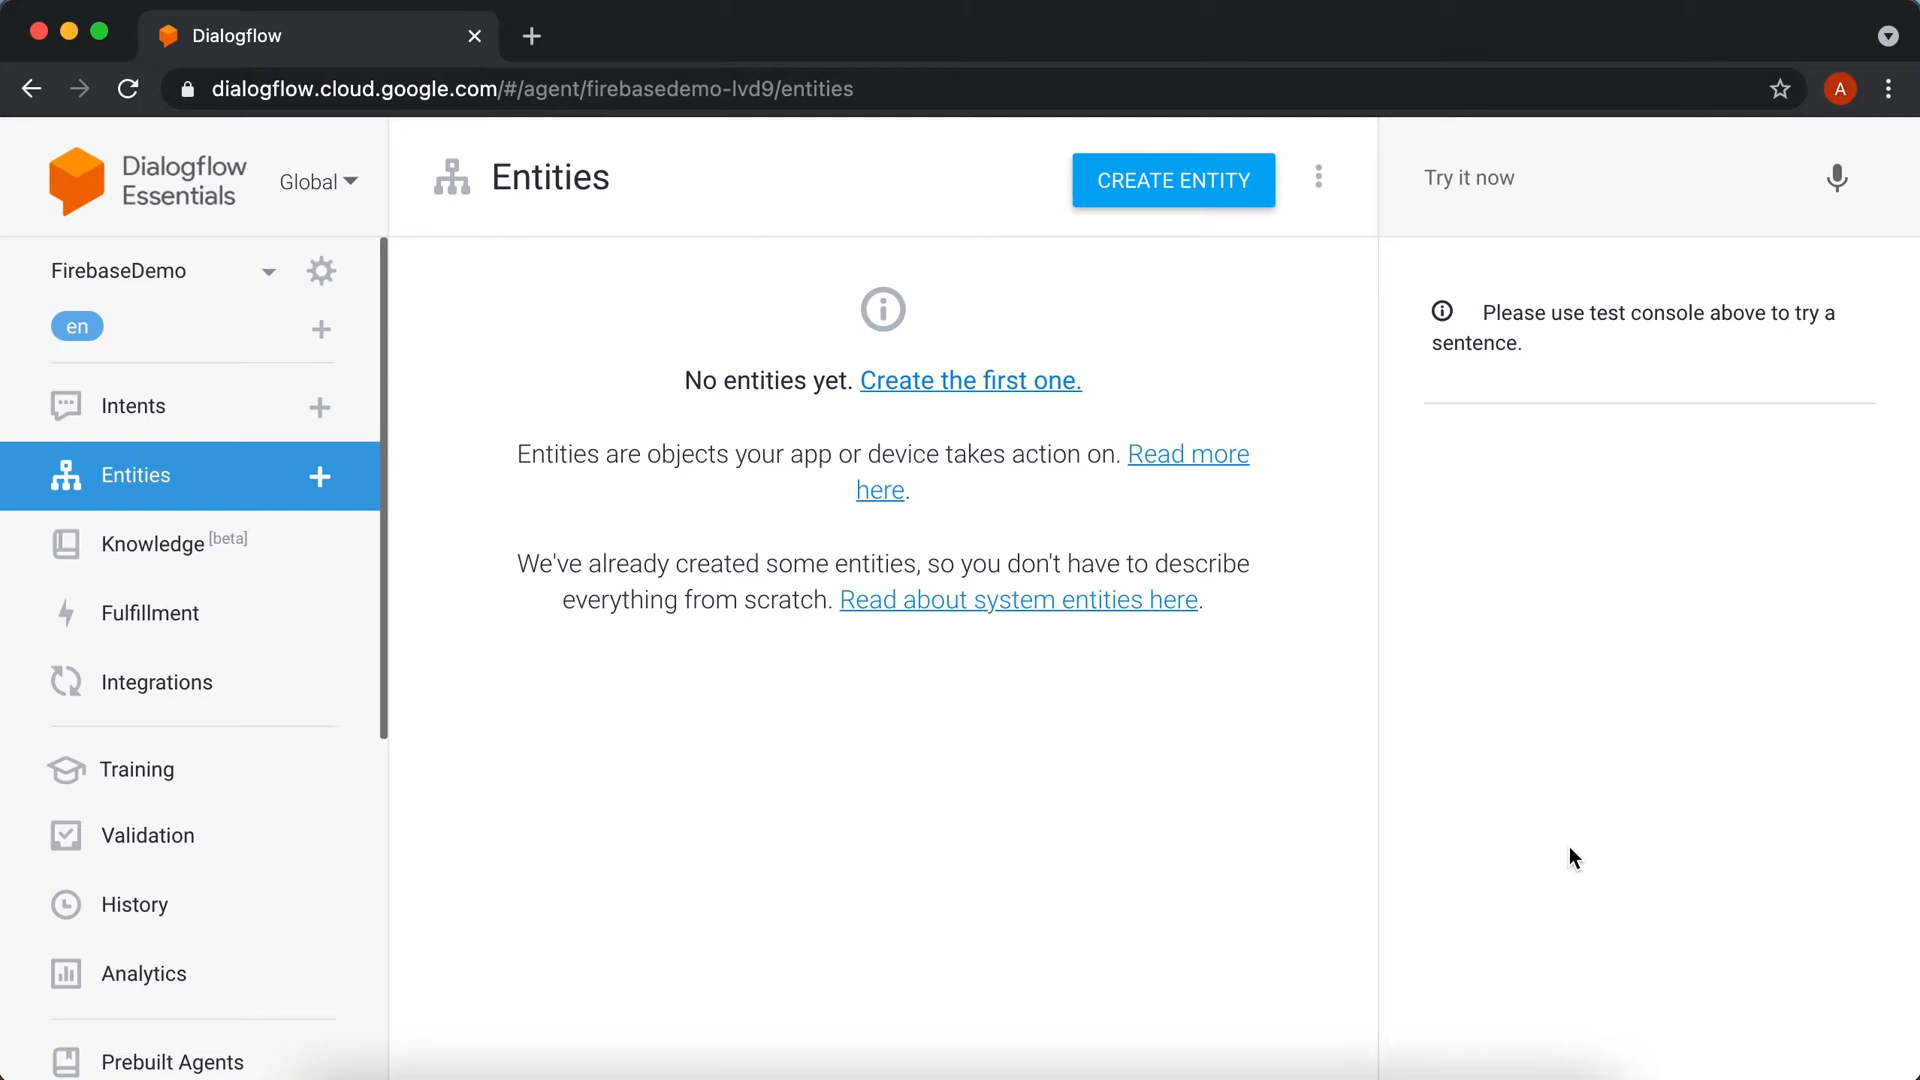 Dialogflow
dialogflow.cloud.google.com/#/agent/firebasedemo-lvd9/entities
A
Dialogflow
Essentials
Global
Entities
CREATE ENTITY
Try it now
FirebaseDemo
en
Intents
Entities
Knowledge [beta]
Fulfillment
Integrations
Training
Validation
History
Analytics
Prebuilt Agents
No entities yet. Create the first one.
Entities are objects your app or device takes action on. Read more
here.
We've already created some entities, so you don't have to describe
everything from scratch. Read about system entities here.
Please use test console above to try a
sentence.